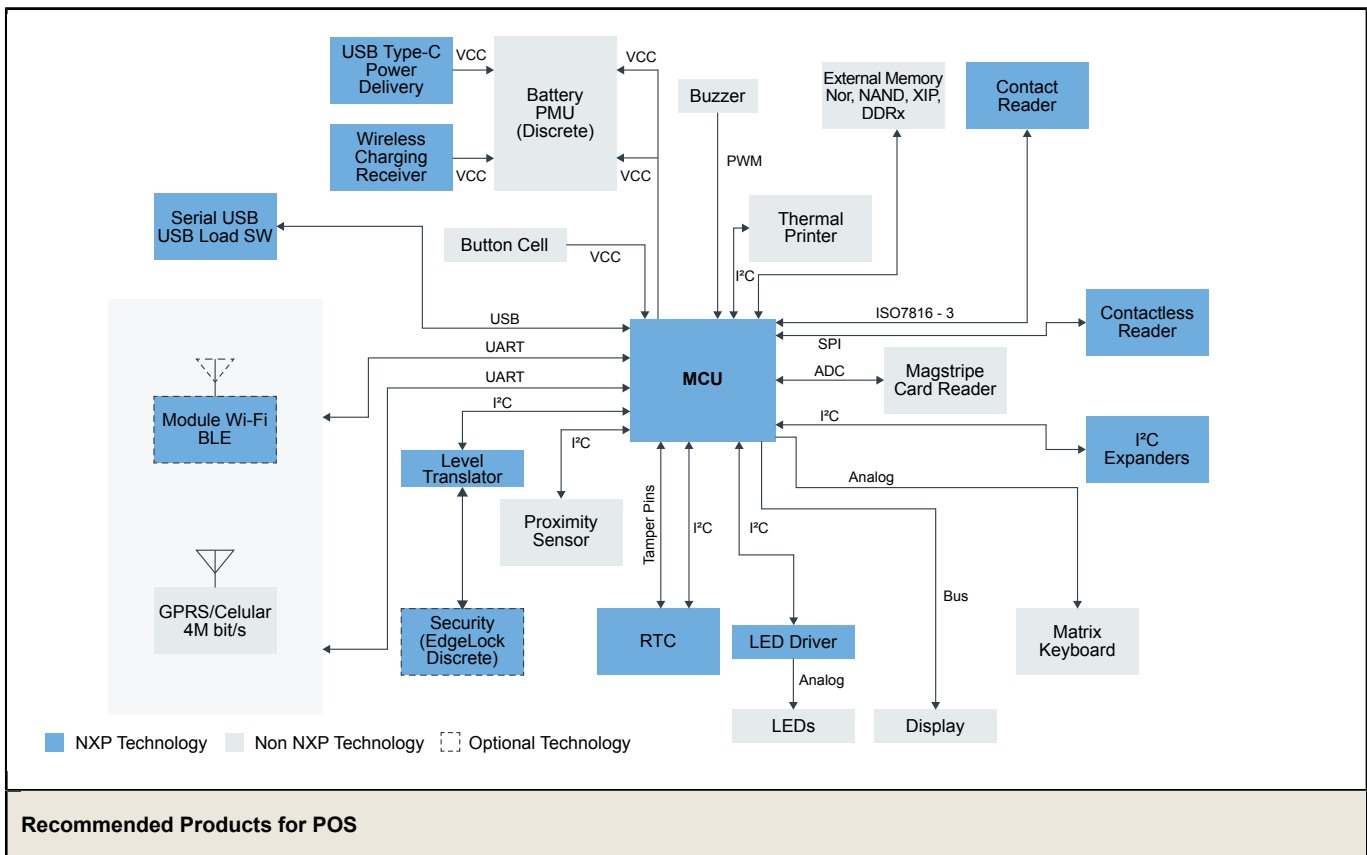 USB Type-C
Power
Delivery
VCC
VCC
Battery
PMU
(Discrete)
Wireless
Charging
Receiver
VCC
VCC
Buzzer
PWM
External Memory
Nor, NAND, XIP,
DDRx
Contact
Reader
Serial USB
USB Load SW
Button Cell
VCC
Thermal
Printer
I²C
USB
UART
UART
I²C
I²C
MCU
ISO7816 - 3
SPI
ADC
I²C
Analog
Contactless
Reader
Magstripe
Card Reader
I²C
Expanders
Module Wi-Fi
BLE
Level
Translator
Proximity
Sensor
Tamper Pins
I²C
I²C
Bus
GPRS/Celular
4M bit/s
Security
(EdgeLock
Discrete)
RTC
LED Driver
Analog
LEDs
Display
Matrix
Keyboard
NXP Technology
Non NXP Technology
Optional Technology
Recommended Products for POS